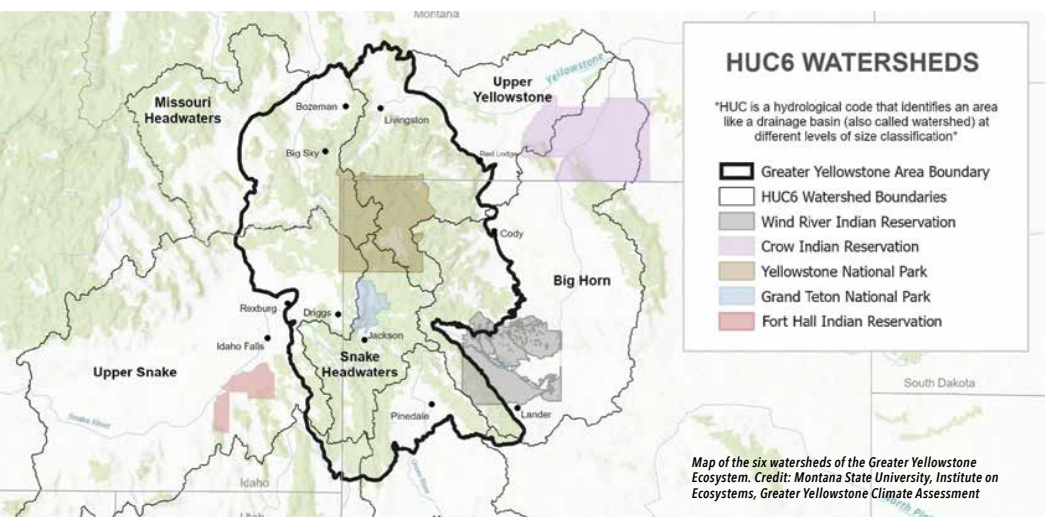 Montana
Missouri
Headwaters
Upper
Yellowstone
Yellowstone
Bozeman
Livingston
Big Sky
Red Lodge
Cody
Big Horn
Rexburg
Driggs
Jackson
Idaho Falls
Snake
Headwaters
Upper Snake
Pinedale
Lander
Snake River
Idaho
Utah
South Dakota
HUC6 WATERSHEDS
*HUC is a hydrological code that identifies an area
like a drainage basin (also called watershed) at
different levels of size classification*
Greater Yellowstone Area Boundary
HUC6 Watershed Boundaries
Wind River Indian Reservation
Crow Indian Reservation
Yellowstone National Park
Grand Teton National Park
Fort Hall Indian Reservation
Map of the six watersheds of the Greater Yellowstone
Ecosystem. Credit: Montana State University, Institute on
Ecosystems, Greater Yellowstone Climate Assessment